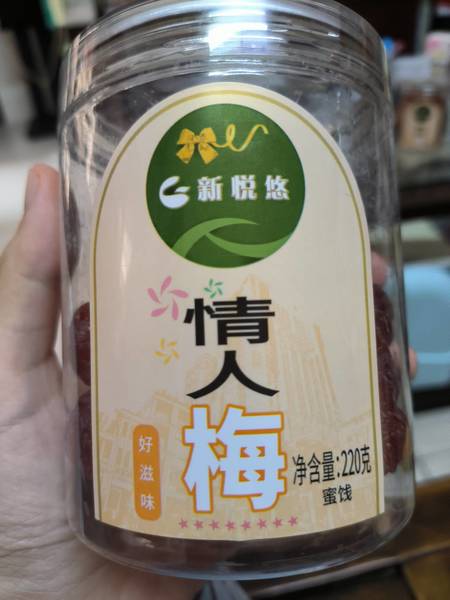 新悦悠
情人梅
好滋味
净含量:220克
蜜饯